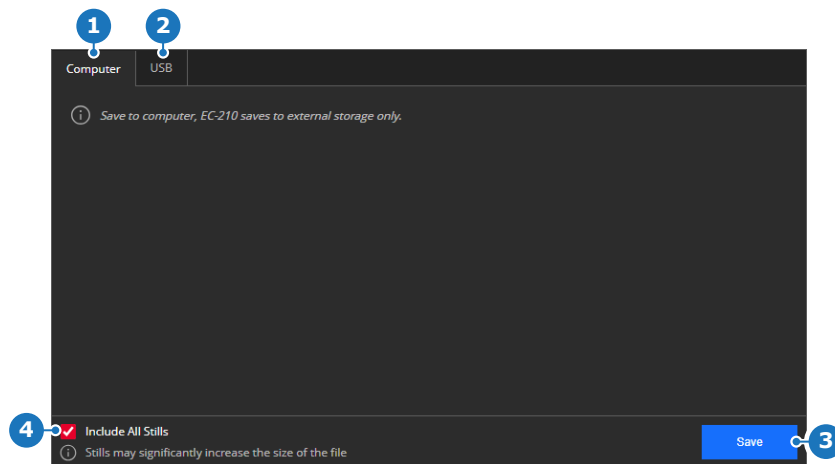 1
2
Computer
USB
Save to computer, EC-210 saves to external storage only.
4
Include All Stills
Stills may significantly increase the size of the file
Save
3